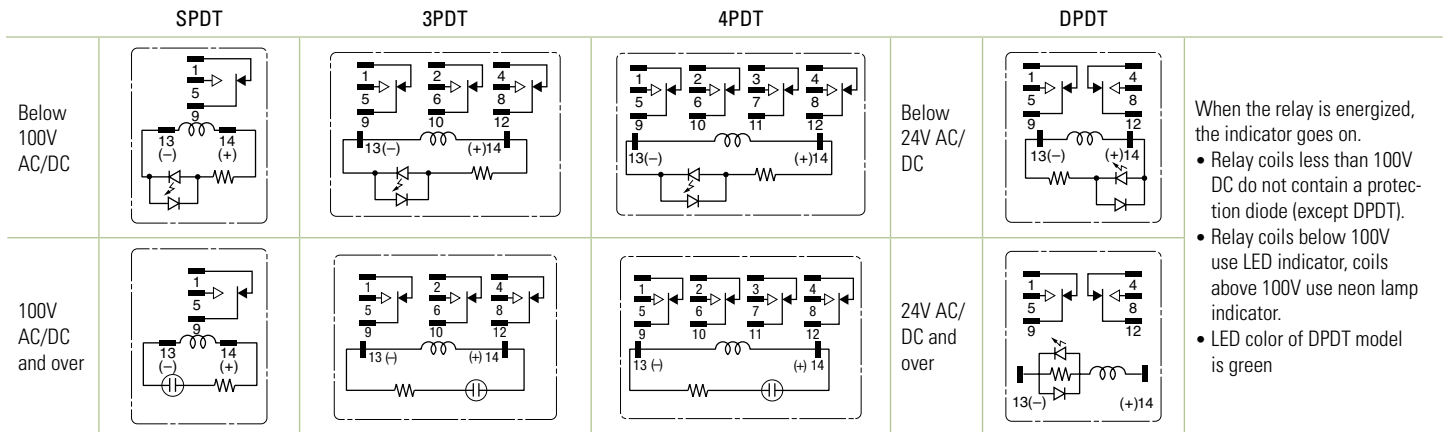 SPDT 3PDT 4PDT DPDT
Below
100V
AC/DC
1
5
9
13 14
(–) (+)
1 2 4
5 6 8
9 10 12
13(–) (+)14
1 2 3 4
5 6 7 8
9 10 11 12
13(–) (+)14
Below
24V AC/
DC
1 4
5 8
9 12
13(–) (+)14
100V
AC/DC
and over
1
5
9
13 14
(–) (+)
1 2 4
5 6 8
9 10 12
13 (–) (+) 14
1 2 3 4
5 6 7 8
9 10 11 12
13 (–) (+) 14
24V AC/
DC and
over
1 4
5 8
9 12
13(–) (+)14
When the relay is energized,
the indicator goes on.
• Relay coils less than 100V
DC do not contain a protec-
tion diode (except DPDT).
• Relay coils below 100V
use LED indicator, coils
above 100V use neon lamp
indicator.
• LED color of DPDT model
is green